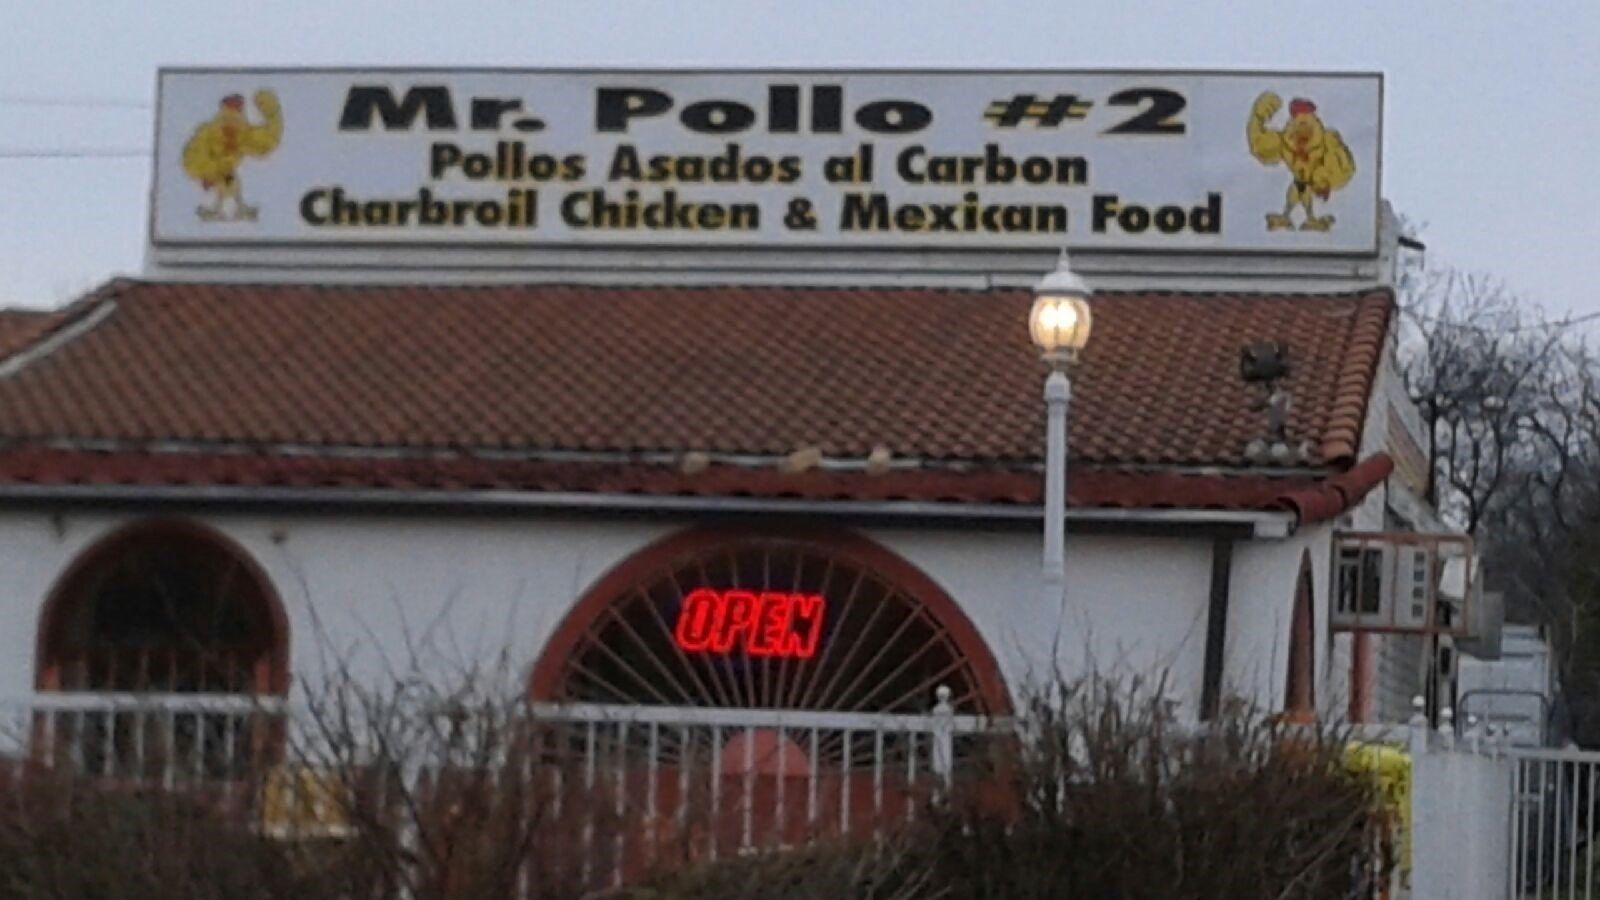 Mr. Pollo #2
Pollos Asados al Carbon
Charbroil Chicken & Mexican Food
OPEN